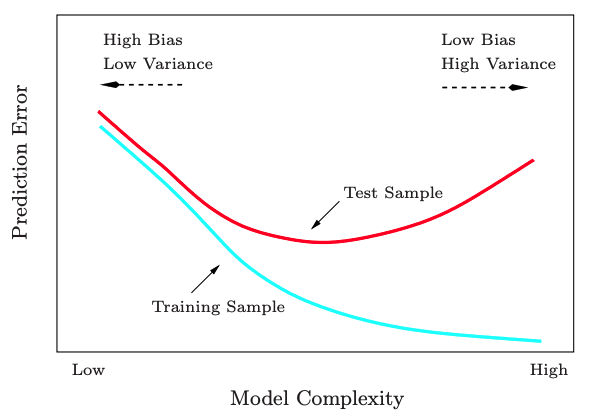 High Bias
Low Variance
Low Bias
High Variance
Prediction Error
Test Sample
Training Sample
Low
High
Model Complexity